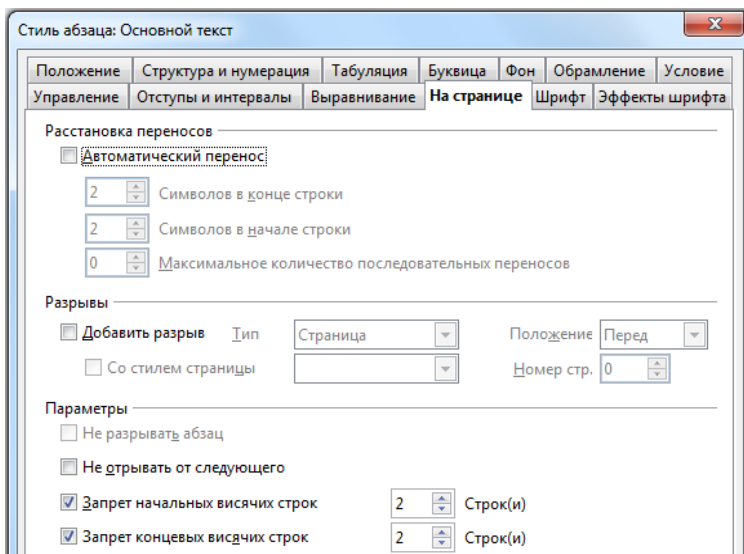 Стиль абзаца: Основной текст
Положение Структура и нумерация Табуляция Буквица Фон Обрамление Условие
Управление Отступы и интервалы Выравнивание На странице Шрифт Эффекты шрифта
Расстановка переносов
Автоматический перенос
2 Символов в конце строки
2 Символов в начале строки
0 Максимальное количество последовательных переносов
Разрывы
Добавить разрыв Тип Страница Положение Перед
Со стилем страницы Номер стр. 0
Параметры
Не разрывать абзац
Не отрывать от следующего
Запрет начальных висячих строк 2 Строк(и)
Запрет концевых висячих строк 2 Строк(и)